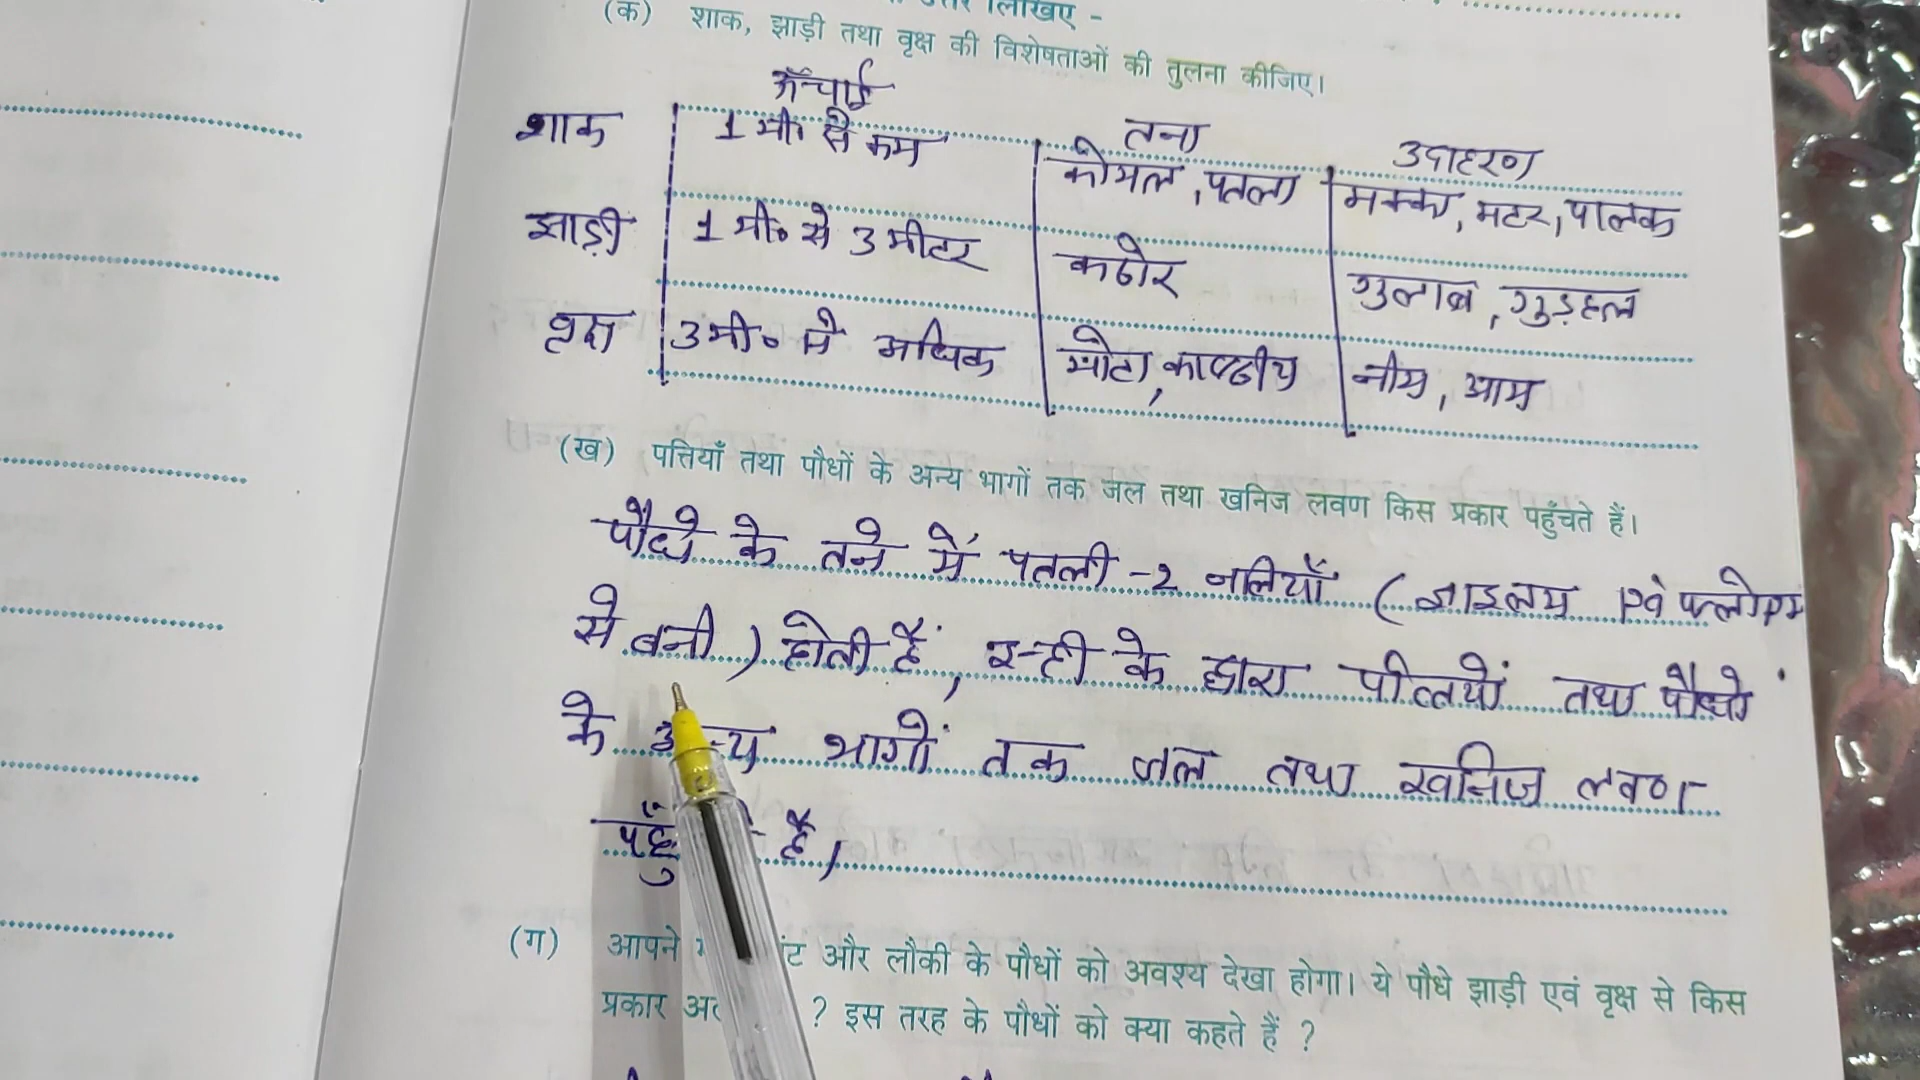 उत्तर लिखिए -
(क) शाक, झाड़ी तथा वृक्ष की विशेषताओं की तुलना कीजिए।
ऊँचाई तना उदाहरण
शाक 1 मी॰ से कम कोमल, पतला मक्का, मटर, पालक
झाड़ी 1 मी॰ से 3 मीटर कठोर गुलाब, गुड़हल
वृक्ष 3 मी॰ से अधिक मोटा, काष्ठीय नीम, आम
(ख) पत्तियाँ तथा पौधों के अन्य भागों तक जल तथा खनिज लवण किस प्रकार पहुँचते हैं।
पौधे के तने में पतली -2 नलियाँ (जाइलम एवं फ्लोएम
से बनी) होती हैं, इन्ही के द्वारा पत्तियों तथा पौधों
के अन्य भागों तक जल तथा खनिज लवण
हैं।
(ग) आपने और लौकी के पौधों को अवश्य देखा होगा। ये पौधे झाड़ी एवं वृक्ष से किस
प्रकार ? इस तरह के पौधों को क्या कहते हैं ?